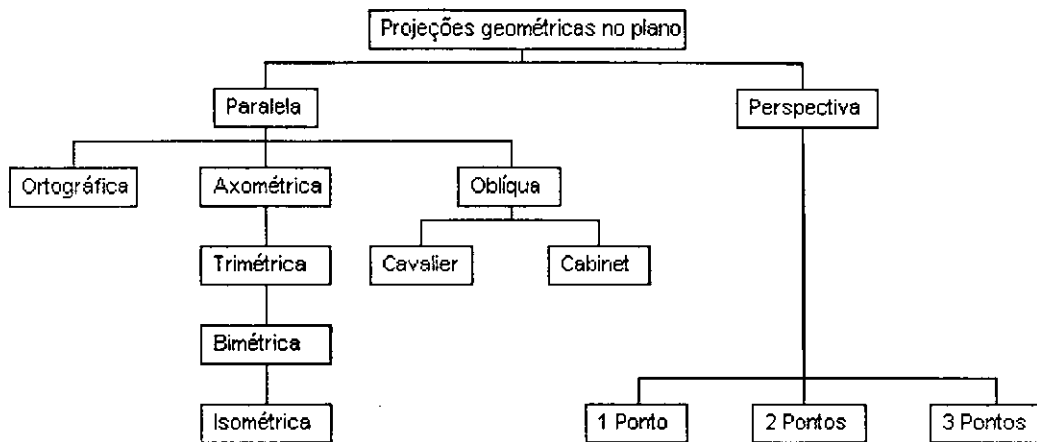 Projeções geométricas no plano
Paralela
Perspectiva
Ortográfica
Axométrica
Oblíqua
Trimétrica
Cavalier
Cabinet
Bimétrica
Isométrica
1 Ponto
2 Pontos
3 Pontos